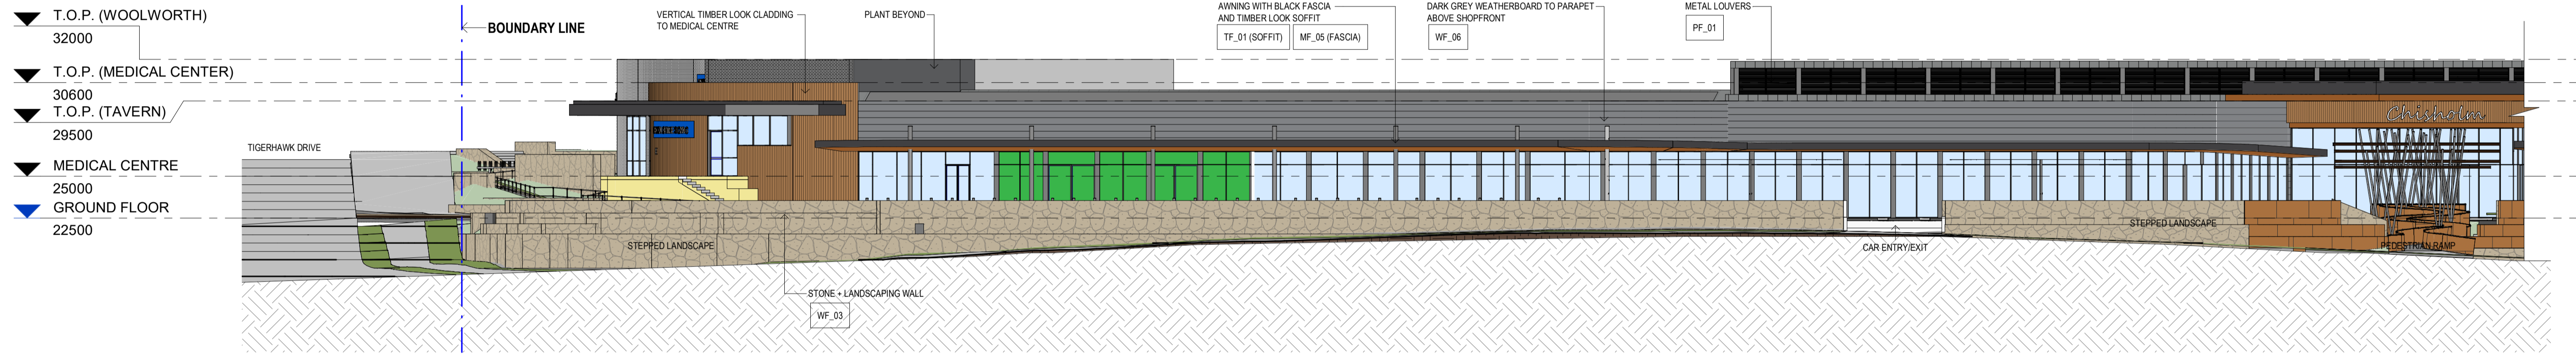 T.O.P. (WOOLWORTH)
32000
T.O.P. (MEDICAL CENTER)
30600
T.O.P. (TAVERN)
29500
MEDICAL CENTRE
25000
GROUND FLOOR
22500
BOUNDARY LINE
TIGERHAWK DRIVE
VERTICAL TIMBER LOOK CLADDING
TO MEDICAL CENTRE
PLANT BEYOND
AWNING WITH BLACK FASCIA
AND TIMBER LOOK SOFFIT
TF_01 (SOFFIT)
MF_05 (FASCIA)
DARK GREY WEATHERBOARD TO PARAPET
ABOVE SHOPFRONT
WF_06
METAL LOUVERS
PF_01
Chisholm
STEPPED LANDSCAPE
STONE + LANDSCAPING WALL
WF_03
CAR ENTRY/EXIT
STEPPED LANDSCAPE
PEDESTRIAN RAMP